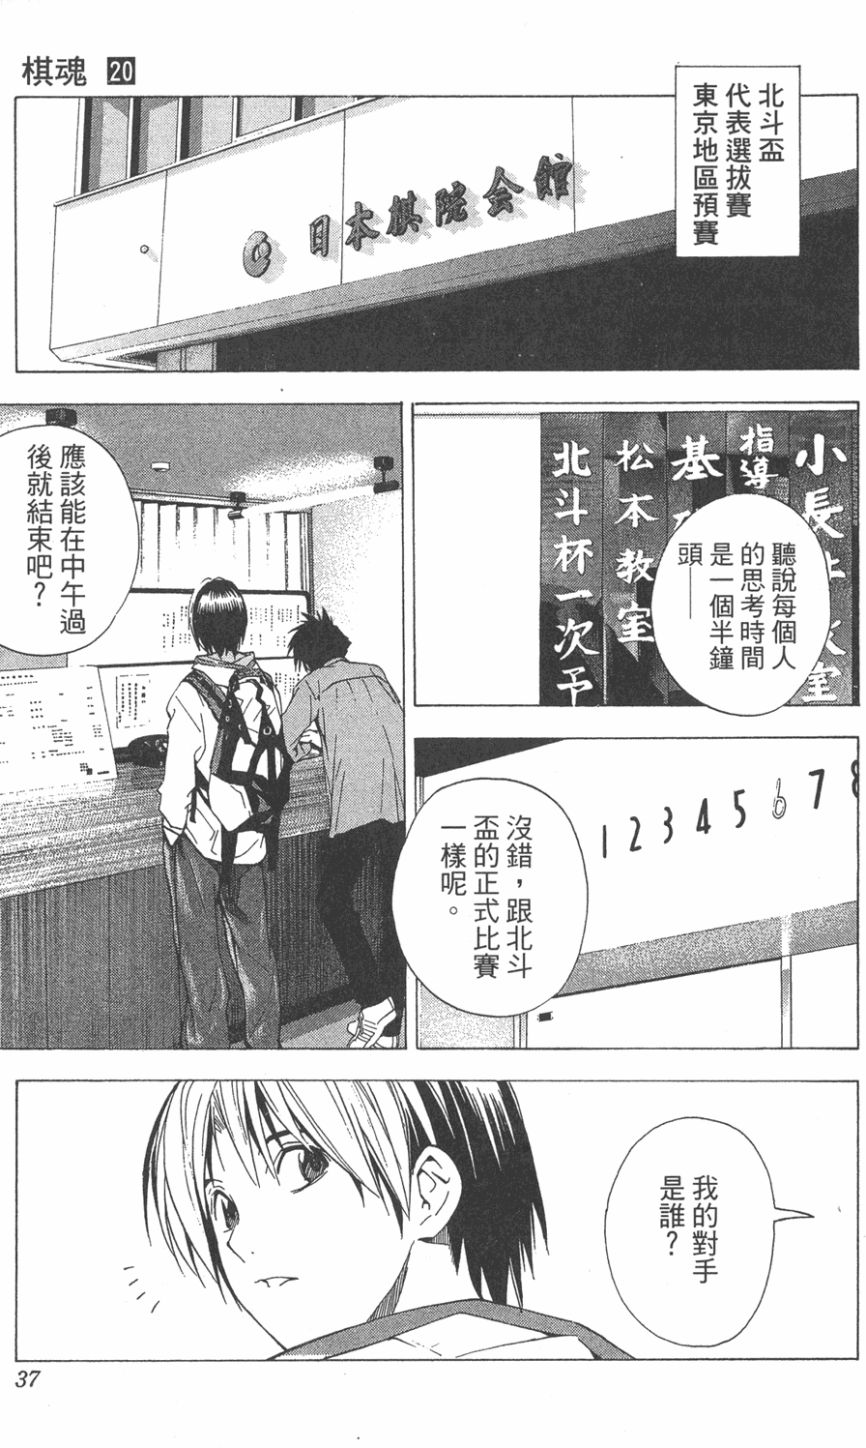 棋魂 20
北斗盃
代表選拔賽
東京地區預賽
日本棋院会館
小長井教室
指導
基
松本教室
北斗杯一次予
聽說每個人
的思考時間
是一個半鐘
頭——
應該能在中午過
後就結束吧？
1 2 3 4 5 6 7 8
沒錯，跟北斗
盃的正式比賽
一樣呢。
我的對手
是誰？
37